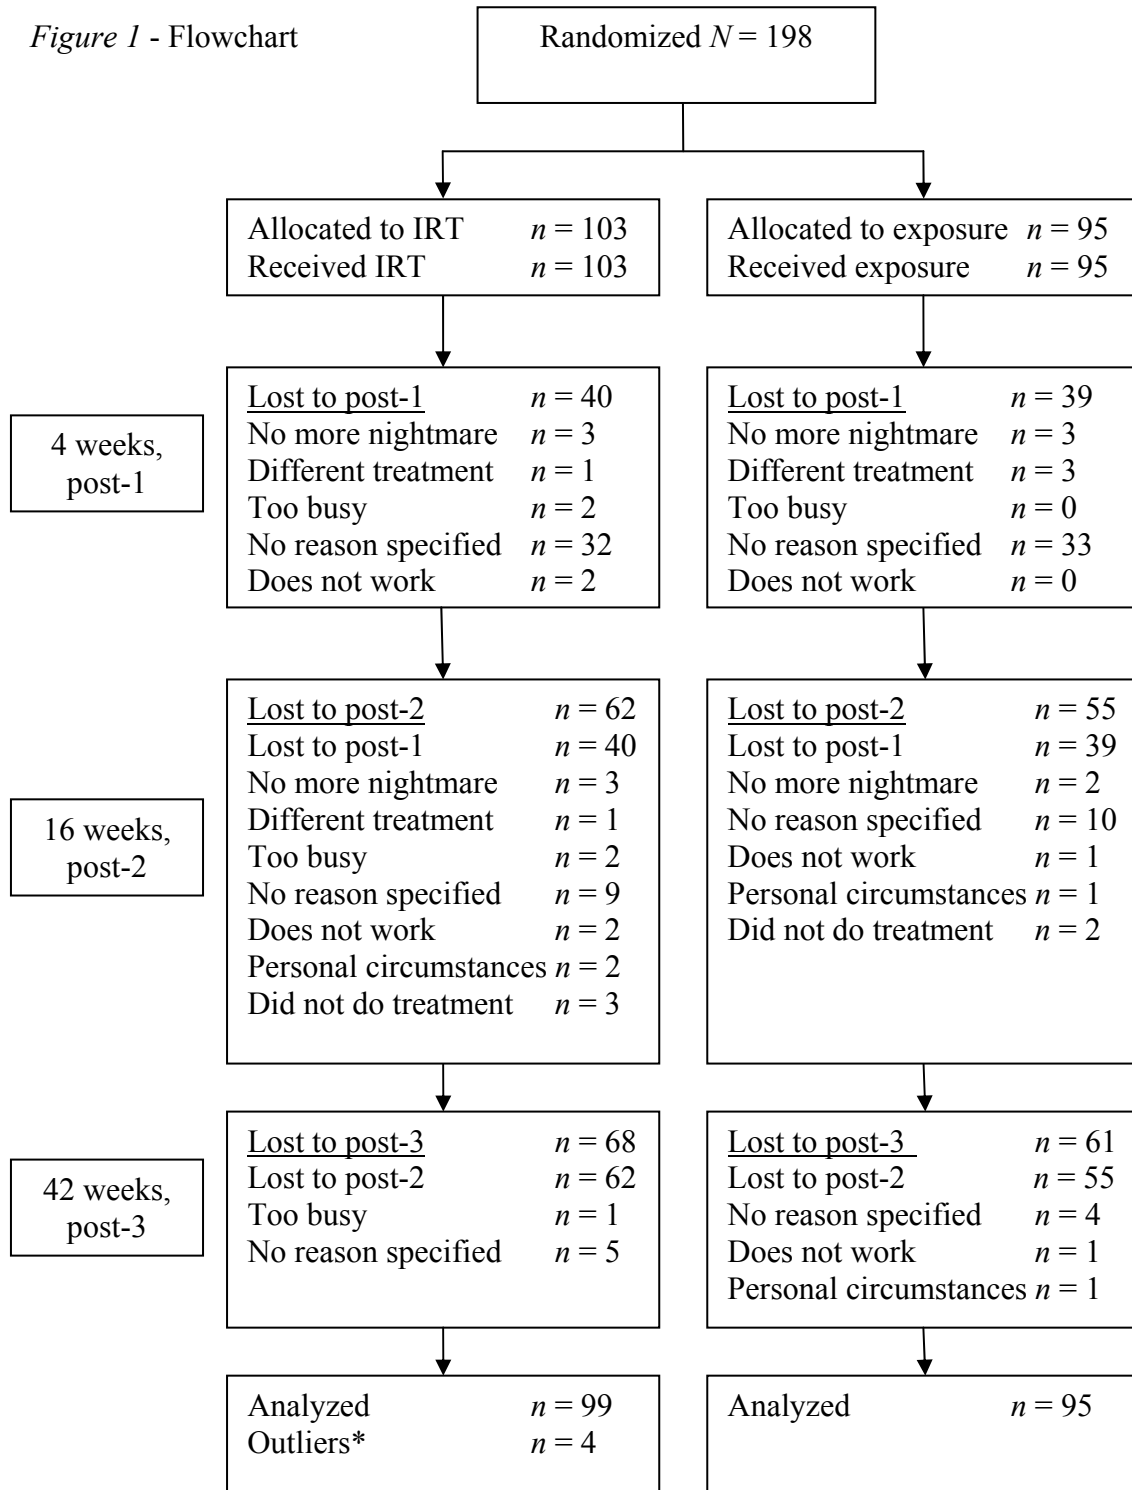 Figure 1 - Flowchart
Randomized N = 198
Allocated to IRT n = 103
Received IRT n = 103
Allocated to exposure n = 95
Received exposure n = 95
4 weeks,
post-1
Lost to post-1 n = 40
No more nightmare n = 3
Different treatment n = 1
Too busy n = 2
No reason specified n = 32
Does not work n = 2
Lost to post-1 n = 39
No more nightmare n = 3
Different treatment n = 3
Too busy n = 0
No reason specified n = 33
Does not work n = 0
16 weeks,
post-2
Lost to post-2 n = 62
Lost to post-1 n = 40
No more nightmare n = 3
Different treatment n = 1
Too busy n = 2
No reason specified n = 9
Does not work n = 2
Personal circumstances n = 2
Did not do treatment n = 3
Lost to post-2 n = 55
Lost to post-1 n = 39
No more nightmare n = 2
No reason specified n = 10
Does not work n = 1
Personal circumstances n = 1
Did not do treatment n = 2
42 weeks,
post-3
Lost to post-3 n = 68
Lost to post-2 n = 62
Too busy n = 1
No reason specified n = 5
Lost to post-3 n = 61
Lost to post-2 n = 55
No reason specified n = 4
Does not work n = 1
Personal circumstances n = 1
Analyzed n = 99
Outliers* n = 4
Analyzed n = 95